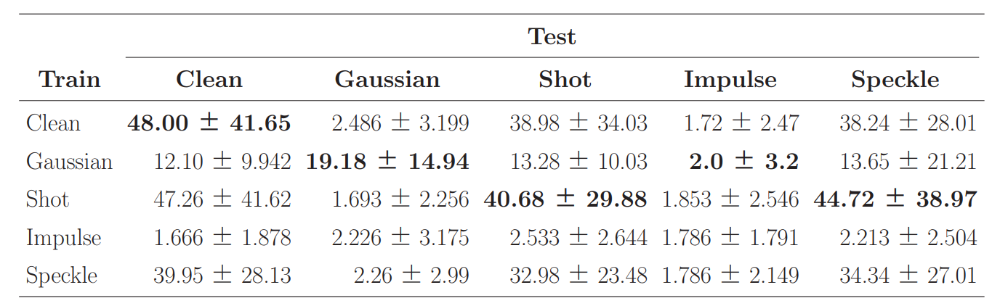 Test
Train Clean Gaussian Shot Impulse Speckle
Clean 48.00 ± 41.65 2.486 ± 3.199 38.98 ± 34.03 1.72 ± 2.47 38.24 ± 28.01
Gaussian 12.10 ± 9.942 19.18 ± 14.94 13.28 ± 10.03 2.0 ± 3.2 13.65 ± 21.21
Shot 47.26 ± 41.62 1.693 ± 2.256 40.68 ± 29.88 1.853 ± 2.546 44.72 ± 38.97
Impulse 1.666 ± 1.878 2.226 ± 3.175 2.533 ± 2.644 1.786 ± 1.791 2.213 ± 2.504
Speckle 39.95 ± 28.13 2.26 ± 2.99 32.98 ± 23.48 1.786 ± 2.149 34.34 ± 27.01